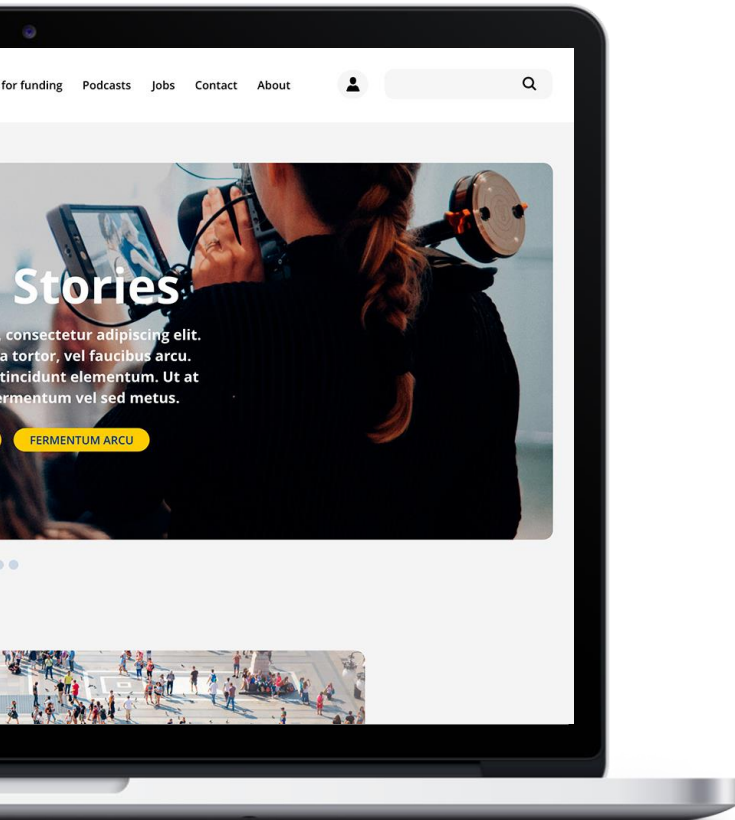 for funding Podcasts Jobs Contact About
Stories
, consectetur adipiscing elit.
a tortor, vel faucibus arcu.
tincidunt elementum. Ut at
ermentum vel sed metus.
FERMENTUM ARCU